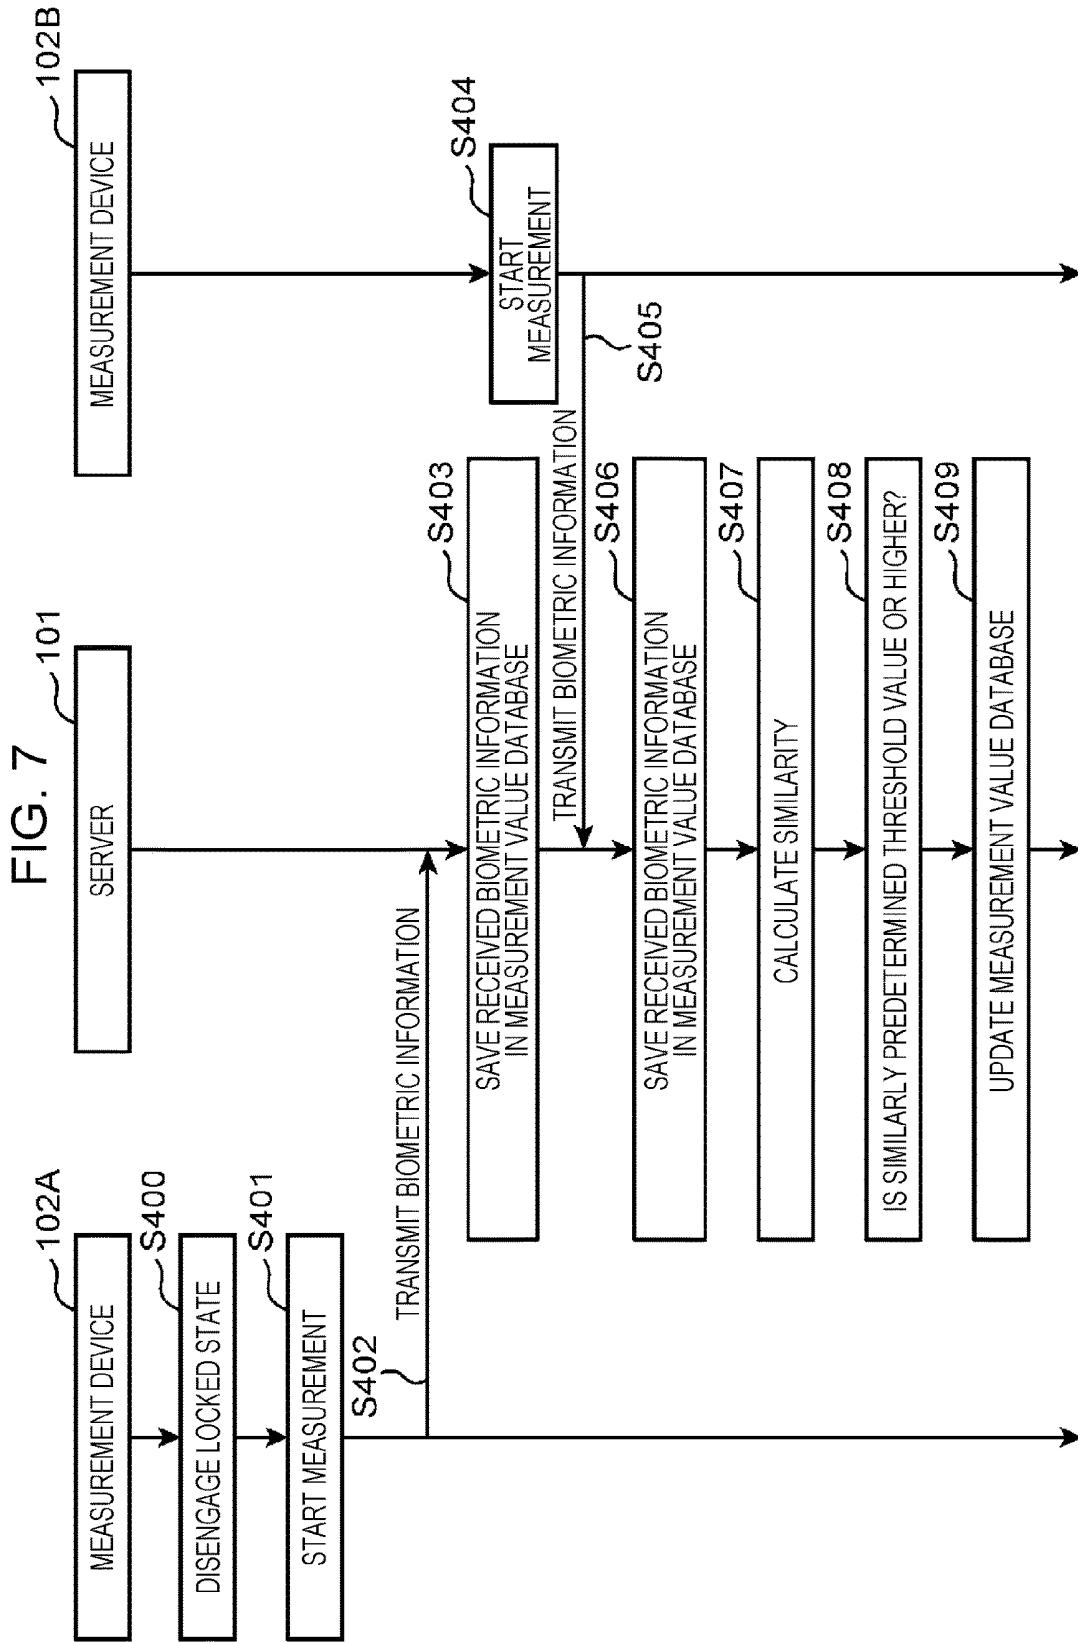 FIG. 7
102A
MEASUREMENT DEVICE
101
SERVER
102B
MEASUREMENT DEVICE
S400
DISENGAGE LOCKED STATE
S401
START MEASUREMENT
S402
TRANSMIT BIOMETRIC INFORMATION
S403
SAVE RECEIVED BIOMETRIC INFORMATION
IN MEASUREMENT VALUE DATABASE
S404
START
MEASUREMENT
S405
TRANSMIT BIOMETRIC INFORMATION
S406
SAVE RECEIVED BIOMETRIC INFORMATION
IN MEASUREMENT VALUE DATABASE
S407
CALCULATE SIMILARITY
S408
IS SIMILARLY PREDETERMINED THRESHOLD VALUE OR HIGHER?
S409
UPDATE MEASUREMENT VALUE DATABASE